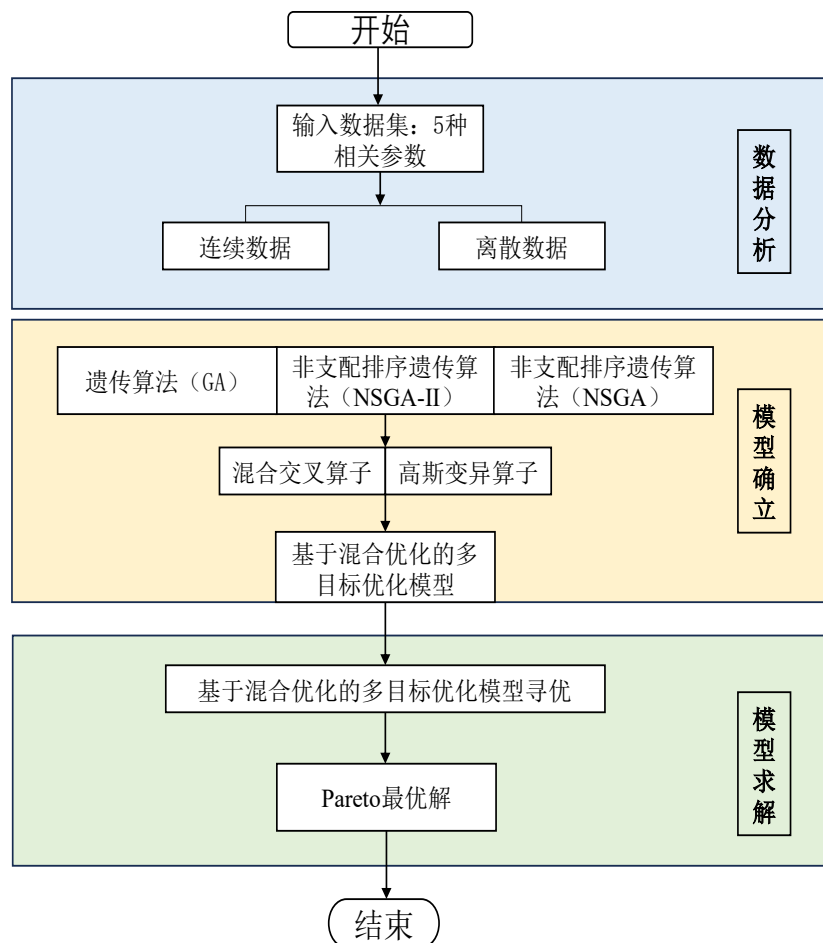 开始
输入数据集：5种
相关参数
连续数据
离散数据
数据分析
遗传算法（GA）
非支配排序遗传算
法（NSGA-II）
非支配排序遗传算
法（NSGA）
混合交叉算子
高斯变异算子
基于混合优化的多
目标优化模型
模型确立
基于混合优化的多目标优化模型寻优
Pareto最优解
模型求解
结束